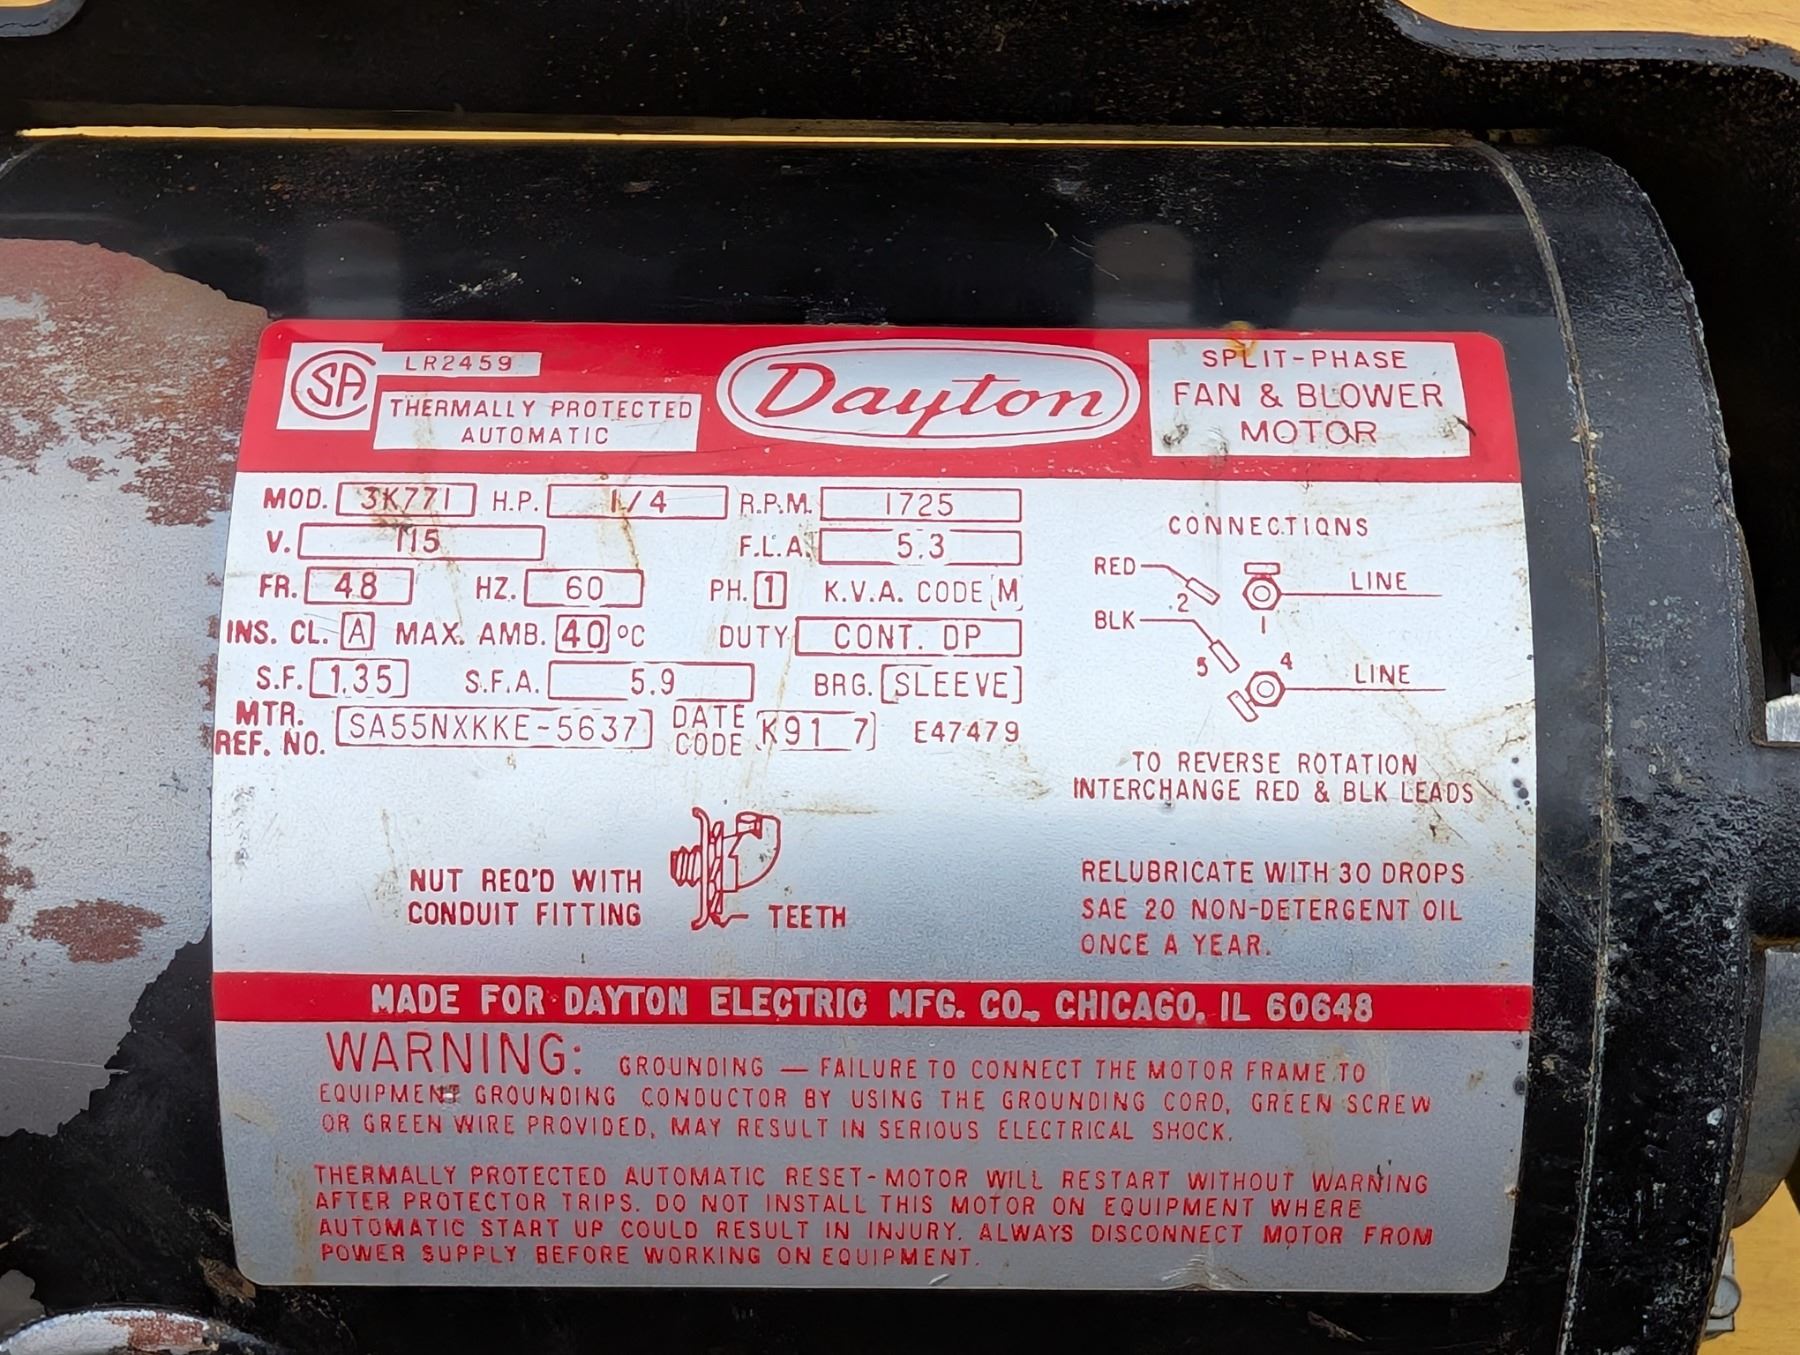 SA LR2459
THERMALLY PROTECTED
AUTOMATIC
Dayton
SPLIT-PHASE
FAN & BLOWER
MOTOR
MOD. 3K771 H.P. 1/4 R.P.M. 1725
V. 115 F.L.A. 5.3
FR. 48 HZ. 60 PH. 1 K.V.A. CODE M
INS. CL. A MAX. AMB. 40 °C DUTY CONT. DP
S.F. 1.35 S.F.A. 5.9 BRG. SLEEVE
MTR. REF. NO. SA55NXKKE-5637 DATE CODE K91 7 E47479
CONNECTIONS
RED 2 LINE
1
BLK 5 4 LINE
TO REVERSE ROTATION
INTERCHANGE RED & BLK LEADS
NUT REQ'D WITH
CONDUIT FITTING
TEETH
RELUBRICATE WITH 30 DROPS
SAE 20 NON-DETERGENT OIL
ONCE A YEAR.
MADE FOR DAYTON ELECTRIC MFG. CO., CHICAGO, IL 60648
WARNING: GROUNDING — FAILURE TO CONNECT THE MOTOR FRAME TO
EQUIPMENT GROUNDING CONDUCTOR BY USING THE GROUNDING CORD, GREEN SCREW
OR GREEN WIRE PROVIDED, MAY RESULT IN SERIOUS ELECTRICAL SHOCK.
THERMALLY PROTECTED AUTOMATIC RESET-MOTOR WILL RESTART WITHOUT WARNING
AFTER PROTECTOR TRIPS. DO NOT INSTALL THIS MOTOR ON EQUIPMENT WHERE
AUTOMATIC START UP COULD RESULT IN INJURY. ALWAYS DISCONNECT MOTOR FROM
POWER SUPPLY BEFORE WORKING ON EQUIPMENT.